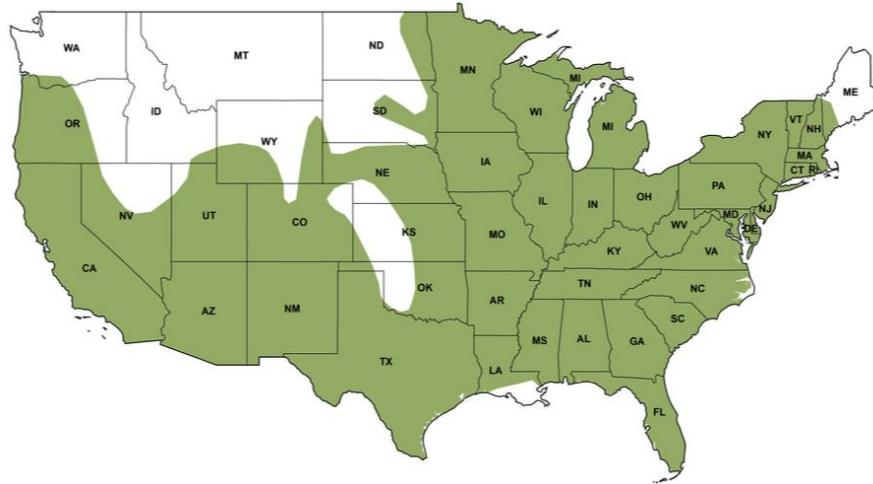 WA
MT
ND
MN
ME
OR
ID
SD
WI
MI
MI
VT
NH
NY
MA
CT
RI
WY
IA
NE
PA
NJ
NV
UT
CO
KS
MO
IL
IN
OH
WV
MD
DE
VA
KY
CA
AZ
NM
OK
AR
TN
NC
SC
TX
LA
MS
AL
GA
FL